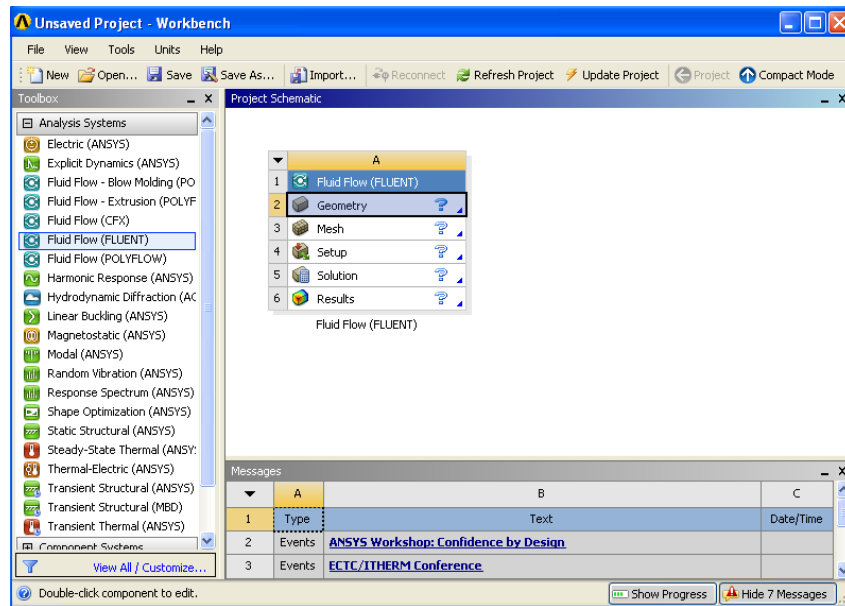 Unsaved Project - Workbench
File View Tools Units Help
New Open... Save Save As... Import... Reconnect Refresh Project Update Project Project Compact Mode
Toolbox
Analysis Systems
Electric (ANSYS)
Explicit Dynamics (ANSYS)
Fluid Flow - Blow Molding (PO
Fluid Flow - Extrusion (POLYF
Fluid Flow (CFX)
Fluid Flow (FLUENT)
Fluid Flow (POLYFLOW)
Harmonic Response (ANSYS)
Hydrodynamic Diffraction (AC
Linear Buckling (ANSYS)
Magnetostatic (ANSYS)
Modal (ANSYS)
Random Vibration (ANSYS)
Response Spectrum (ANSYS)
Shape Optimization (ANSYS)
Static Structural (ANSYS)
Steady-State Thermal (ANSY:
Thermal-Electric (ANSYS)
Transient Structural (ANSYS)
Transient Structural (MBD)
Transient Thermal (ANSYS)
Component Systems
View All / Customize...
Project Schematic
A
1 Fluid Flow (FLUENT)
2 Geometry ?
3 Mesh ?
4 Setup ?
5 Solution ?
6 Results ?
Fluid Flow (FLUENT)
Messages
A B C
1 Type Text Date/Time
2 Events ANSYS Workshop: Confidence by Design
3 Events ECTC/ITHERM Conference
Double-click component to edit. Show Progress Hide 7 Messages